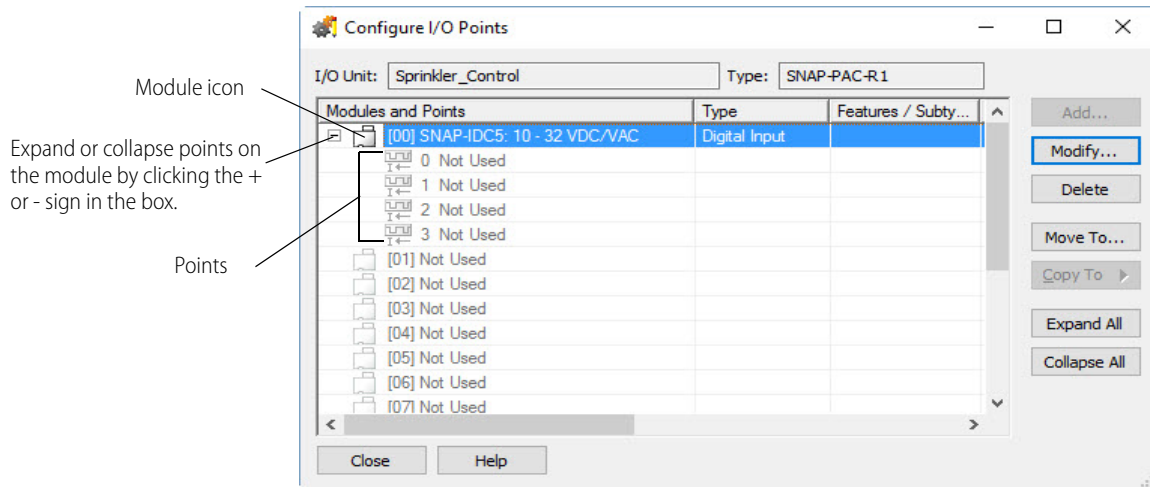 Configure I/O Points
I/O Unit: Sprinkler_Control Type: SNAP-PAC-R1
Module icon
Expand or collapse points on
the module by clicking the +
or - sign in the box.
Points
Modules and Points Type Features / Subty...
[00] SNAP-IDC5: 10 - 32 VDC/VAC Digital Input
0 Not Used
1 Not Used
2 Not Used
3 Not Used
[01] Not Used
[02] Not Used
[03] Not Used
[04] Not Used
[05] Not Used
[06] Not Used
[07] Not Used
Add...
Modify...
Delete
Move To...
Copy To
Expand All
Collapse All
Close Help